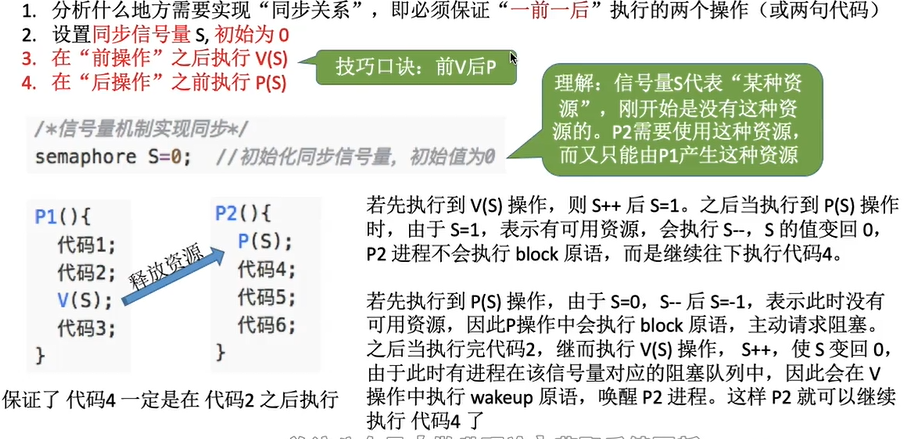 1. 分析什么地方需要实现“同步关系”，即必须保证“一前一后”执行的两个操作（或两句代码）
2. 设置同步信号量 S, 初始为 0
3. 在“前操作”之后执行 V(S)
4. 在“后操作”之前执行 P(S)
技巧口诀：前V后P
理解：信号量S代表“某种资
源”，刚开始是没有这种资
源的。P2需要使用这种资源，
而又只能由P1产生这种资源
/*信号量机制实现同步*/
semaphore S=0; //初始化同步信号量，初始值为0
P1(){
代码1;
代码2;
V(S);
代码3;
}
释放资源
P2(){
P(S);
代码4;
代码5;
代码6;
}
保证了 代码4 一定是在 代码2 之后执行
若先执行到 V(S) 操作，则 S++ 后 S=1。之后当执行到 P(S) 操作
时，由于 S=1，表示有可用资源，会执行 S--，S 的值变回 0，
P2 进程不会执行 block 原语，而是继续往下执行代码4。
若先执行到 P(S) 操作，由于 S=0，S-- 后 S=-1，表示此时没有
可用资源，因此P操作中会执行 block 原语，主动请求阻塞。
之后当执行完代码2，继而执行 V(S) 操作， S++，使 S 变回 0，
由于此时有进程在该信号量对应的阻塞队列中，因此会在 V
操作中执行 wakeup 原语，唤醒 P2 进程。这样 P2 就可以继续
执行 代码4 了